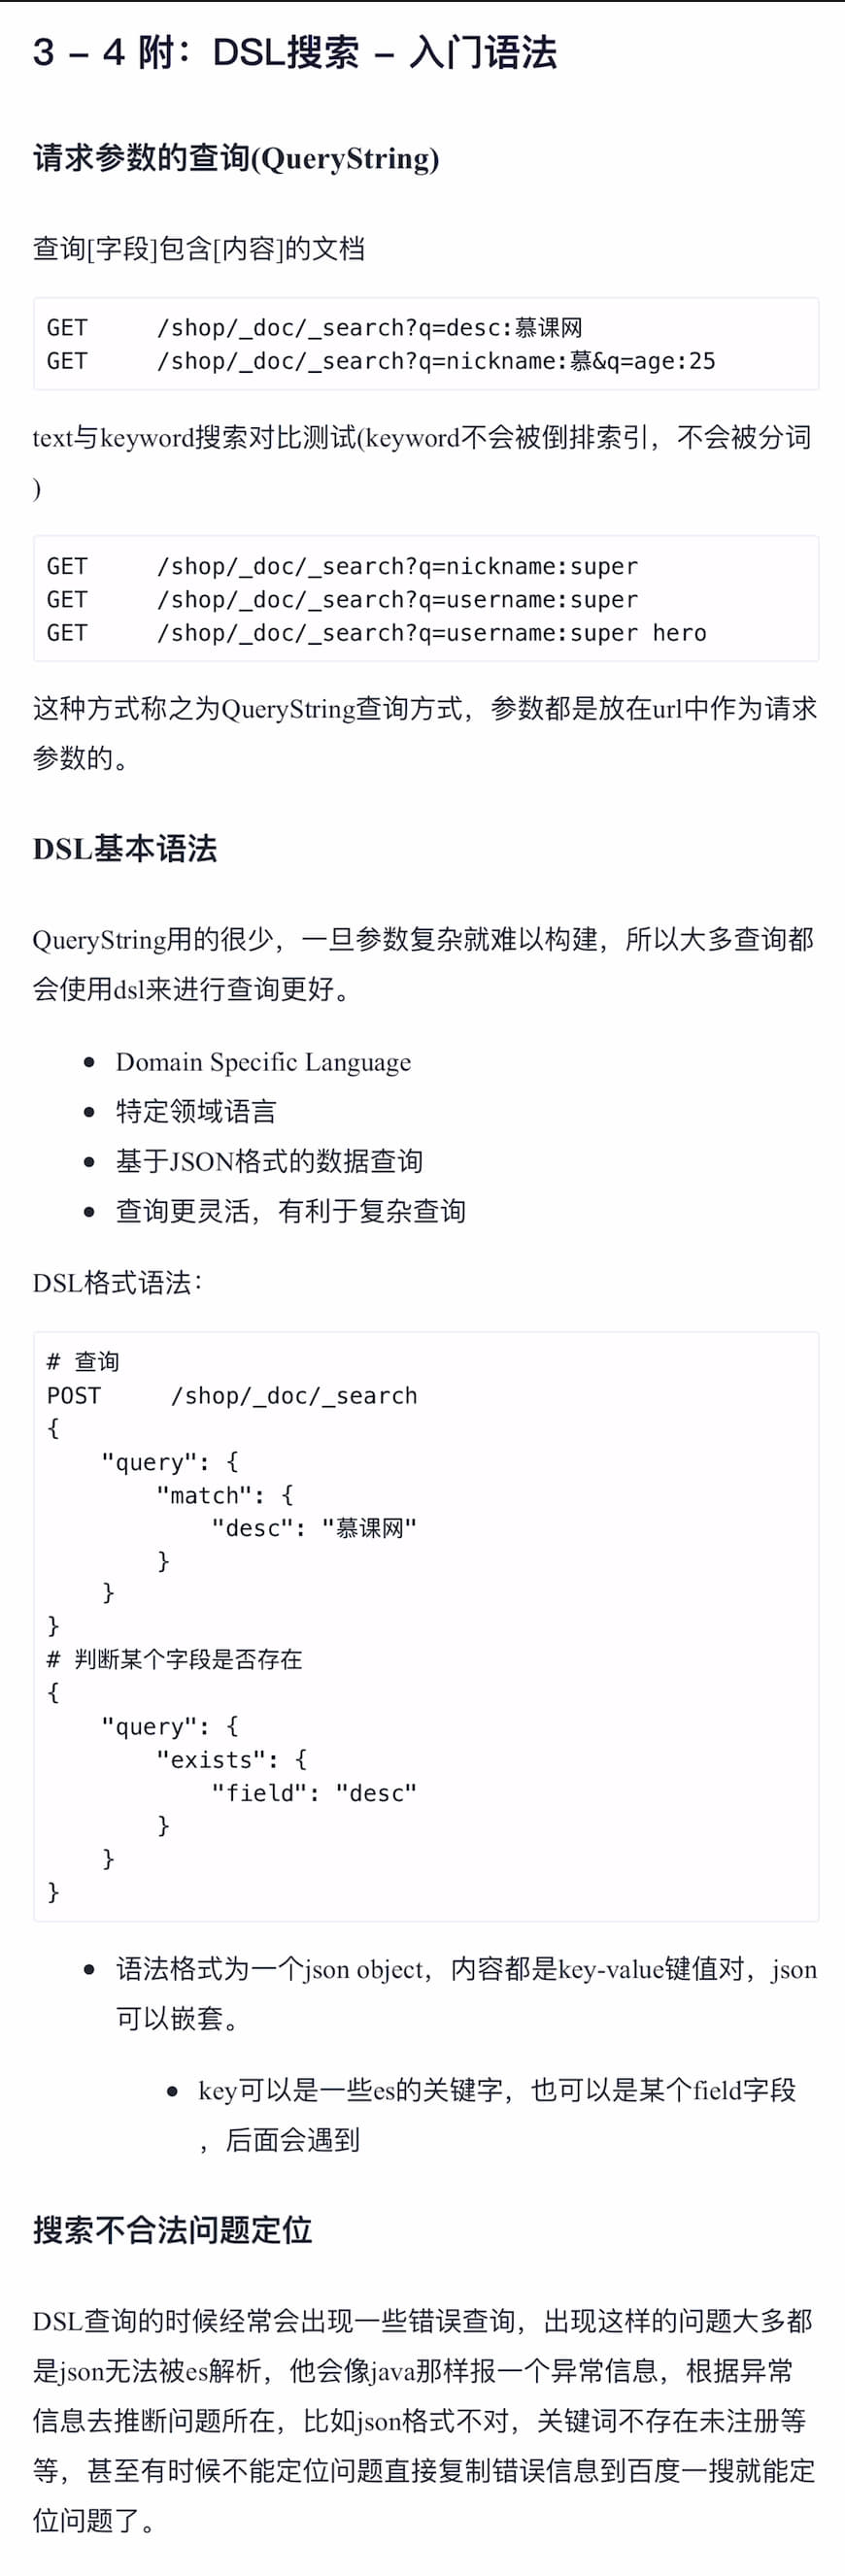 3 – 4 附：DSL搜索 – 入门语法
请求参数的查询(QueryString)
查询[字段]包含[内容]的文档
GET     /shop/_doc/_search?q=desc:慕课网
GET     /shop/_doc/_search?q=nickname:慕&q=age:25
text与keyword搜索对比测试(keyword不会被倒排索引，不会被分词
)
GET     /shop/_doc/_search?q=nickname:super
GET     /shop/_doc/_search?q=username:super
GET     /shop/_doc/_search?q=username:super hero
这种方式称之为QueryString查询方式，参数都是放在url中作为请求
参数的。
DSL基本语法
QueryString用的很少，一旦参数复杂就难以构建，所以大多查询都
会使用dsl来进行查询更好。
• Domain Specific Language
• 特定领域语言
• 基于JSON格式的数据查询
• 查询更灵活，有利于复杂查询
DSL格式语法：
# 查询
POST     /shop/_doc/_search
{
    "query": {
        "match": {
            "desc": "慕课网"
        }
    }
}
# 判断某个字段是否存在
{
    "query": {
        "exists": {
            "field": "desc"
        }
    }
}
• 语法格式为一个json object，内容都是key-value键值对，json
可以嵌套。
• key可以是一些es的关键字，也可以是某个field字段
，后面会遇到
搜索不合法问题定位
DSL查询的时候经常会出现一些错误查询，出现这样的问题大多都
是json无法被es解析，他会像java那样报一个异常信息，根据异常
信息去推断问题所在，比如json格式不对，关键词不存在未注册等
等，甚至有时候不能定位问题直接复制错误信息到百度一搜就能定
位问题了。